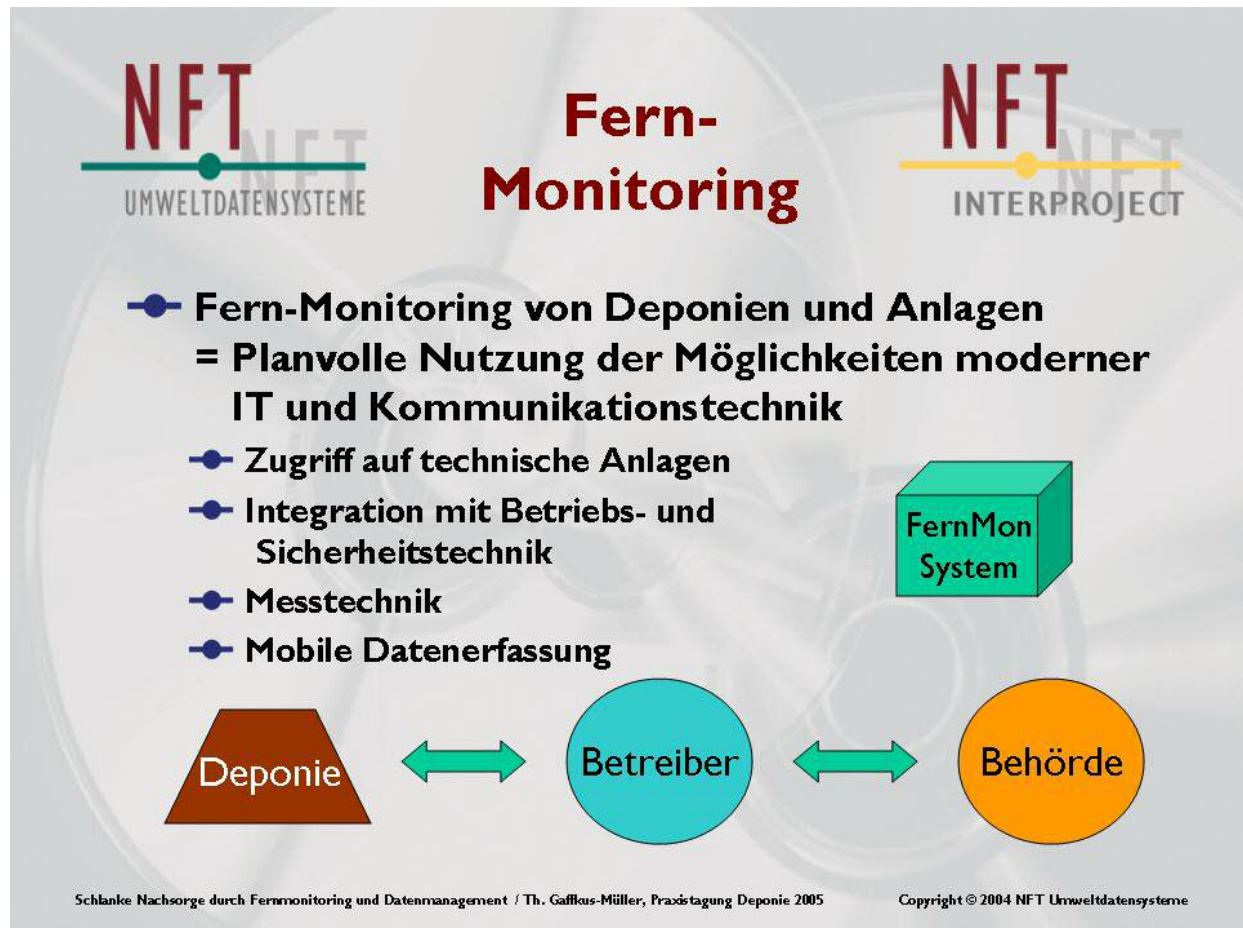 NFT
NFT
UMWELTDATENSYSTEME
Fern-
Monitoring
NFT
NFT
INTERPROJECT
Fern-Monitoring von Deponien und Anlagen
= Planvolle Nutzung der Möglichkeiten moderner
IT und Kommunikationstechnik
Zugriff auf technische Anlagen
Integration mit Betriebs- und
Sicherheitstechnik
Messtechnik
Mobile Datenerfassung
FernMon
System
Deponie
Betreiber
Behörde
Schlanke Nachsorge durch Fernmonitoring und Datenmanagement / Th. Gaffkus-Müller, Praxistagung Deponie 2005
Copyright © 2004 NFT Umweltdatensysteme